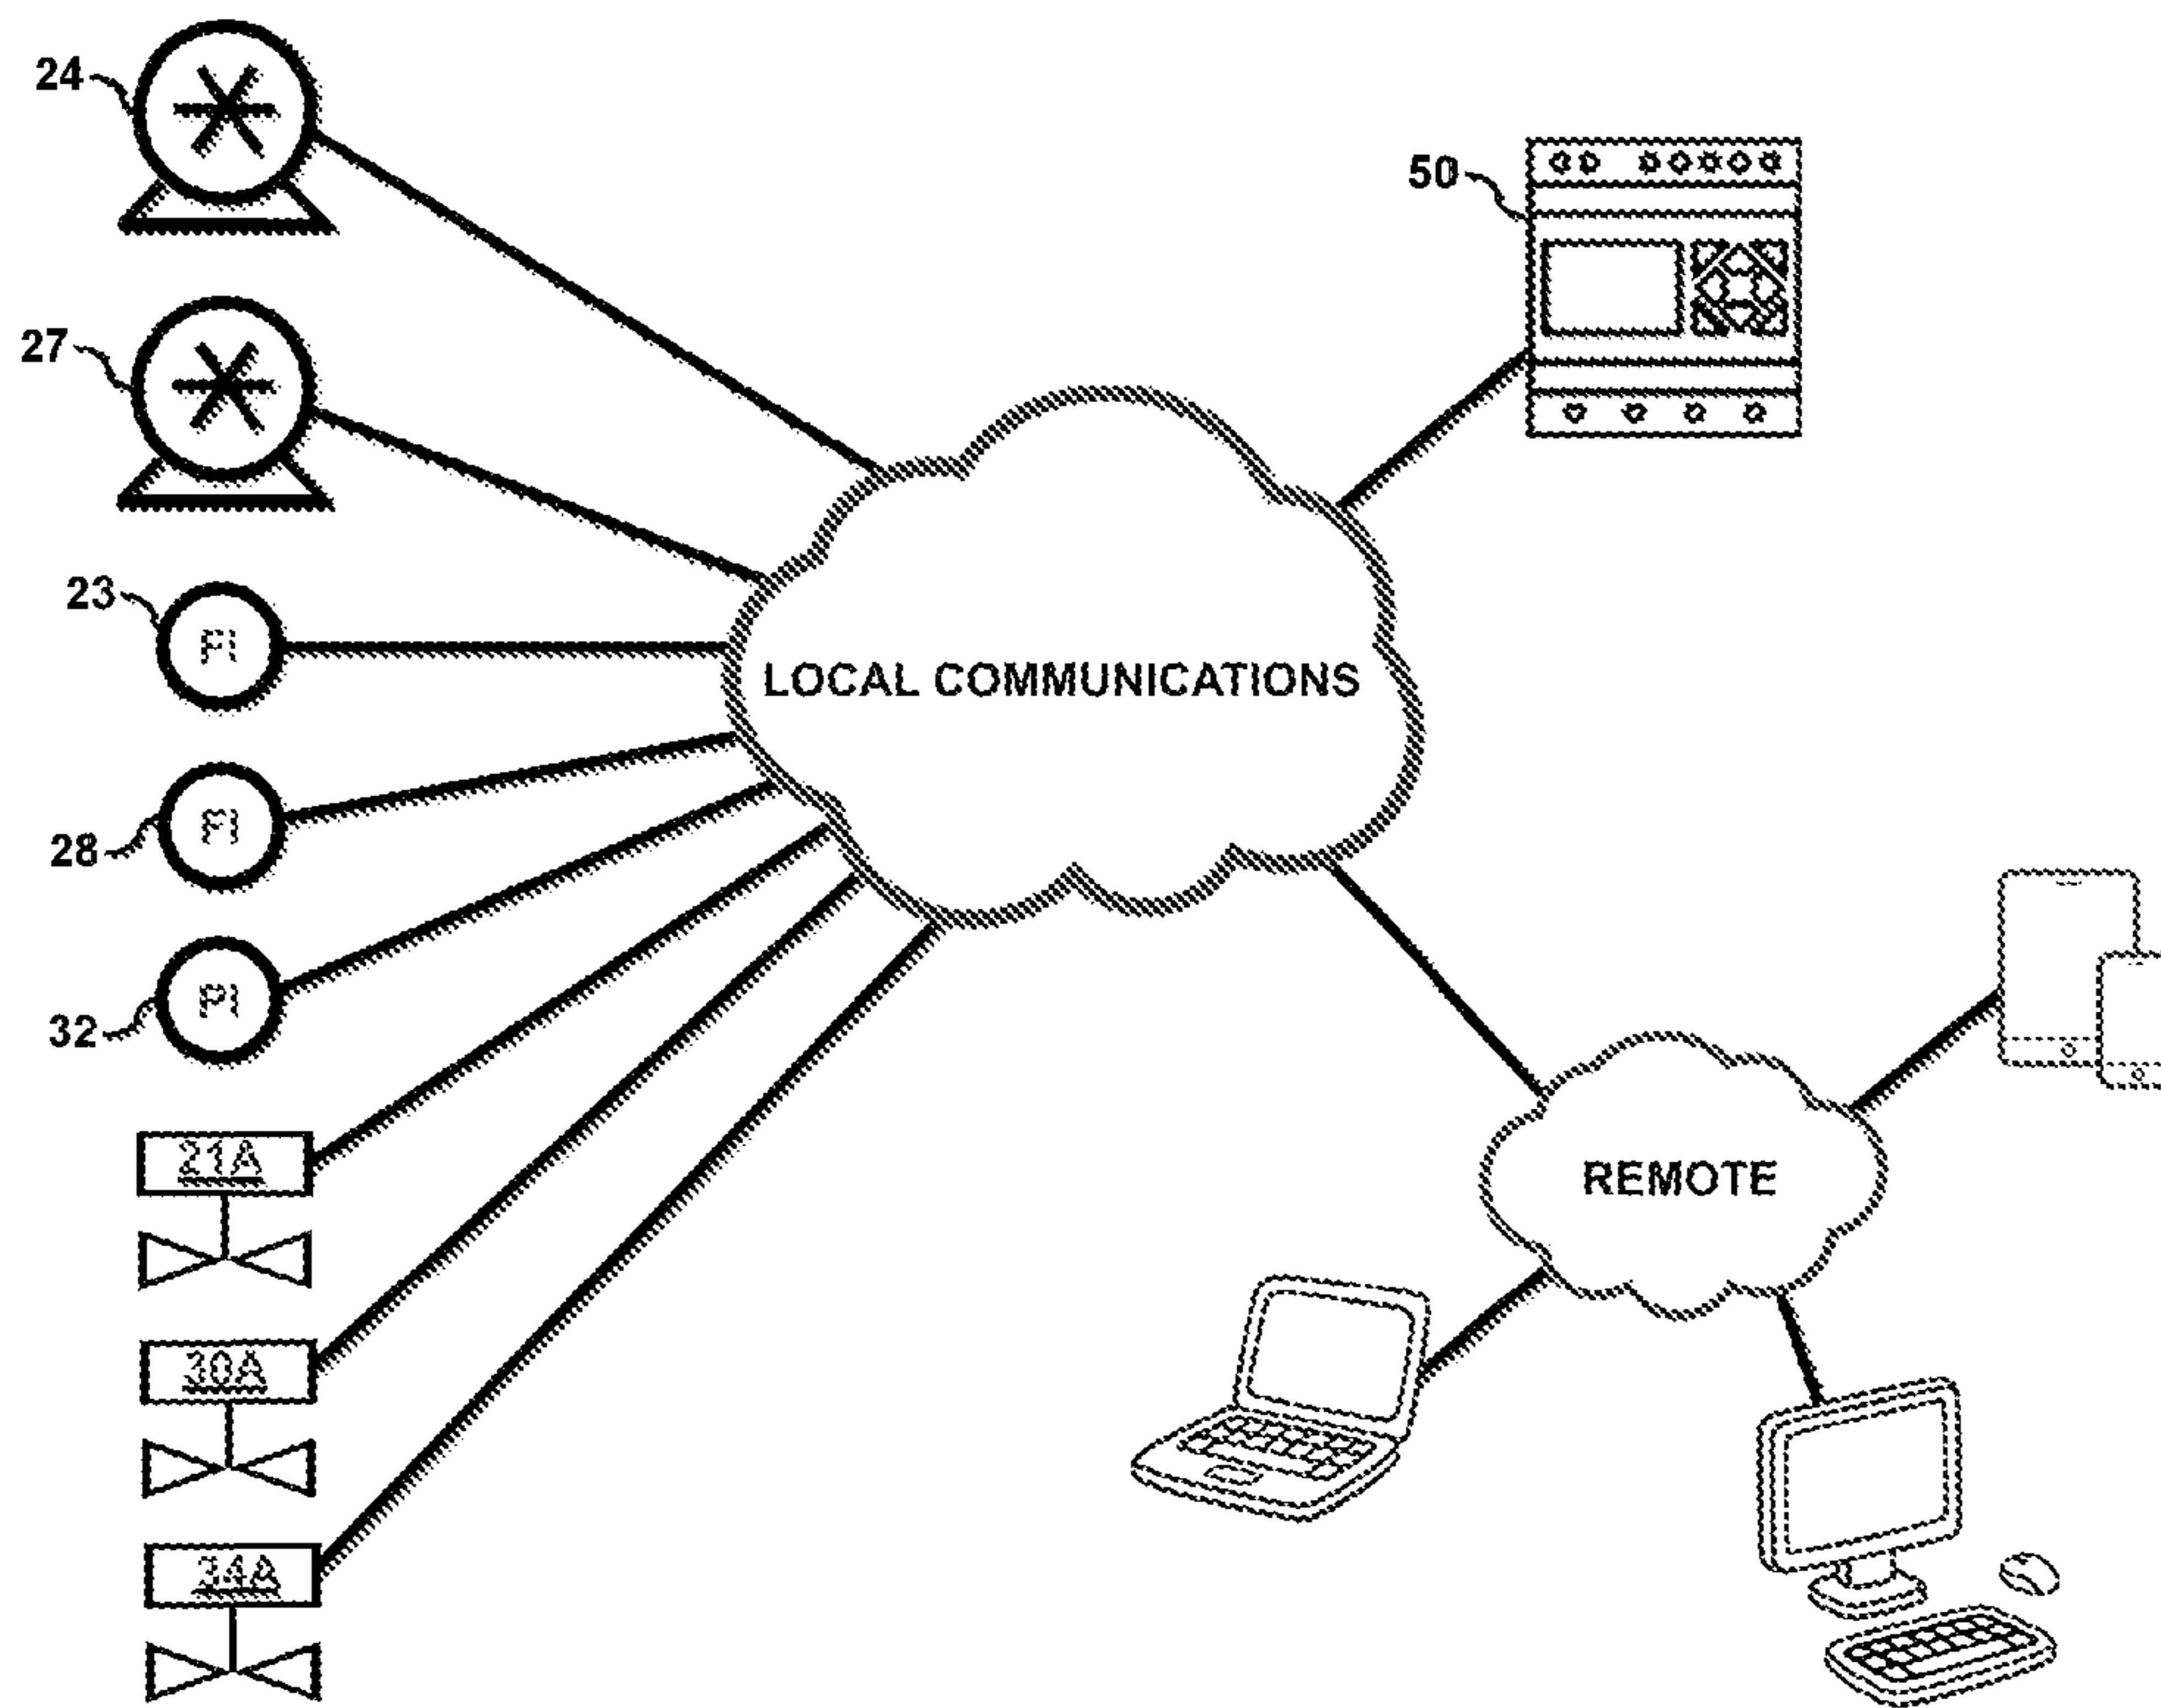 24
50
27
23
FI
LOCAL COMMUNICATIONS
FI
28
PI
32
21A
REMOTE
30A
34A